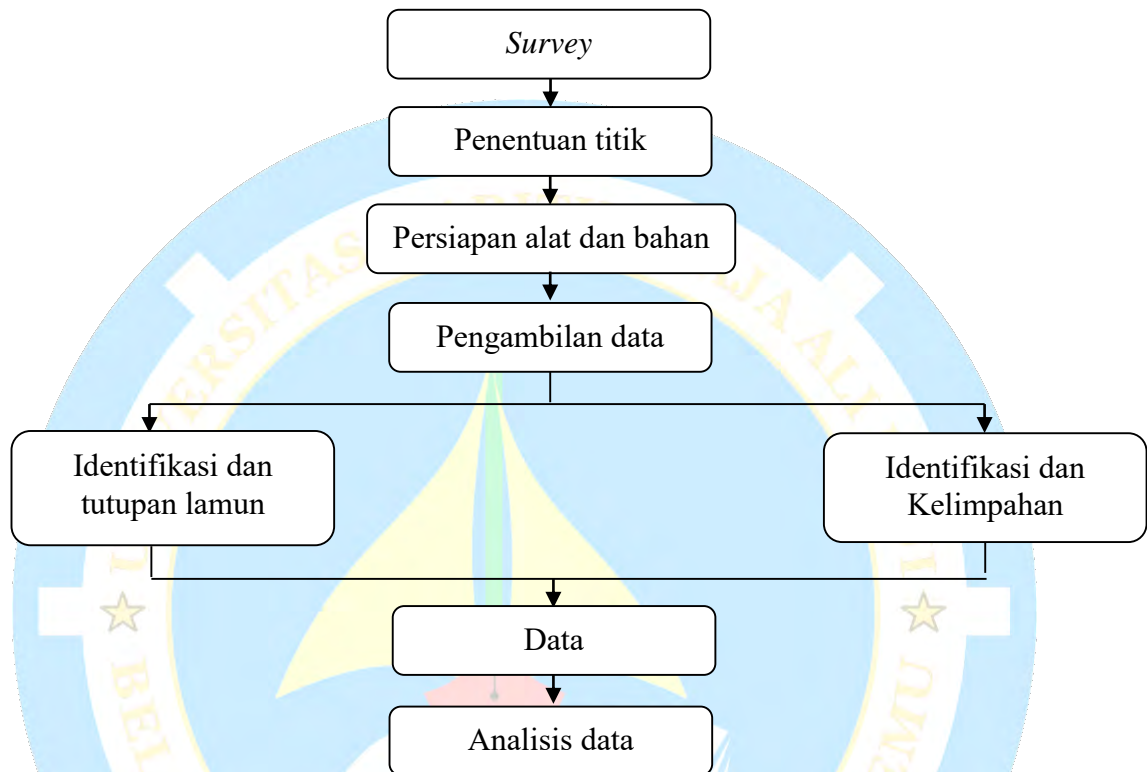 Survey
Penentuan titik
Persiapan alat dan bahan
Pengambilan data
Identifikasi dan
tutupan lamun
Identifikasi dan
Kelimpahan
Data
Analisis data